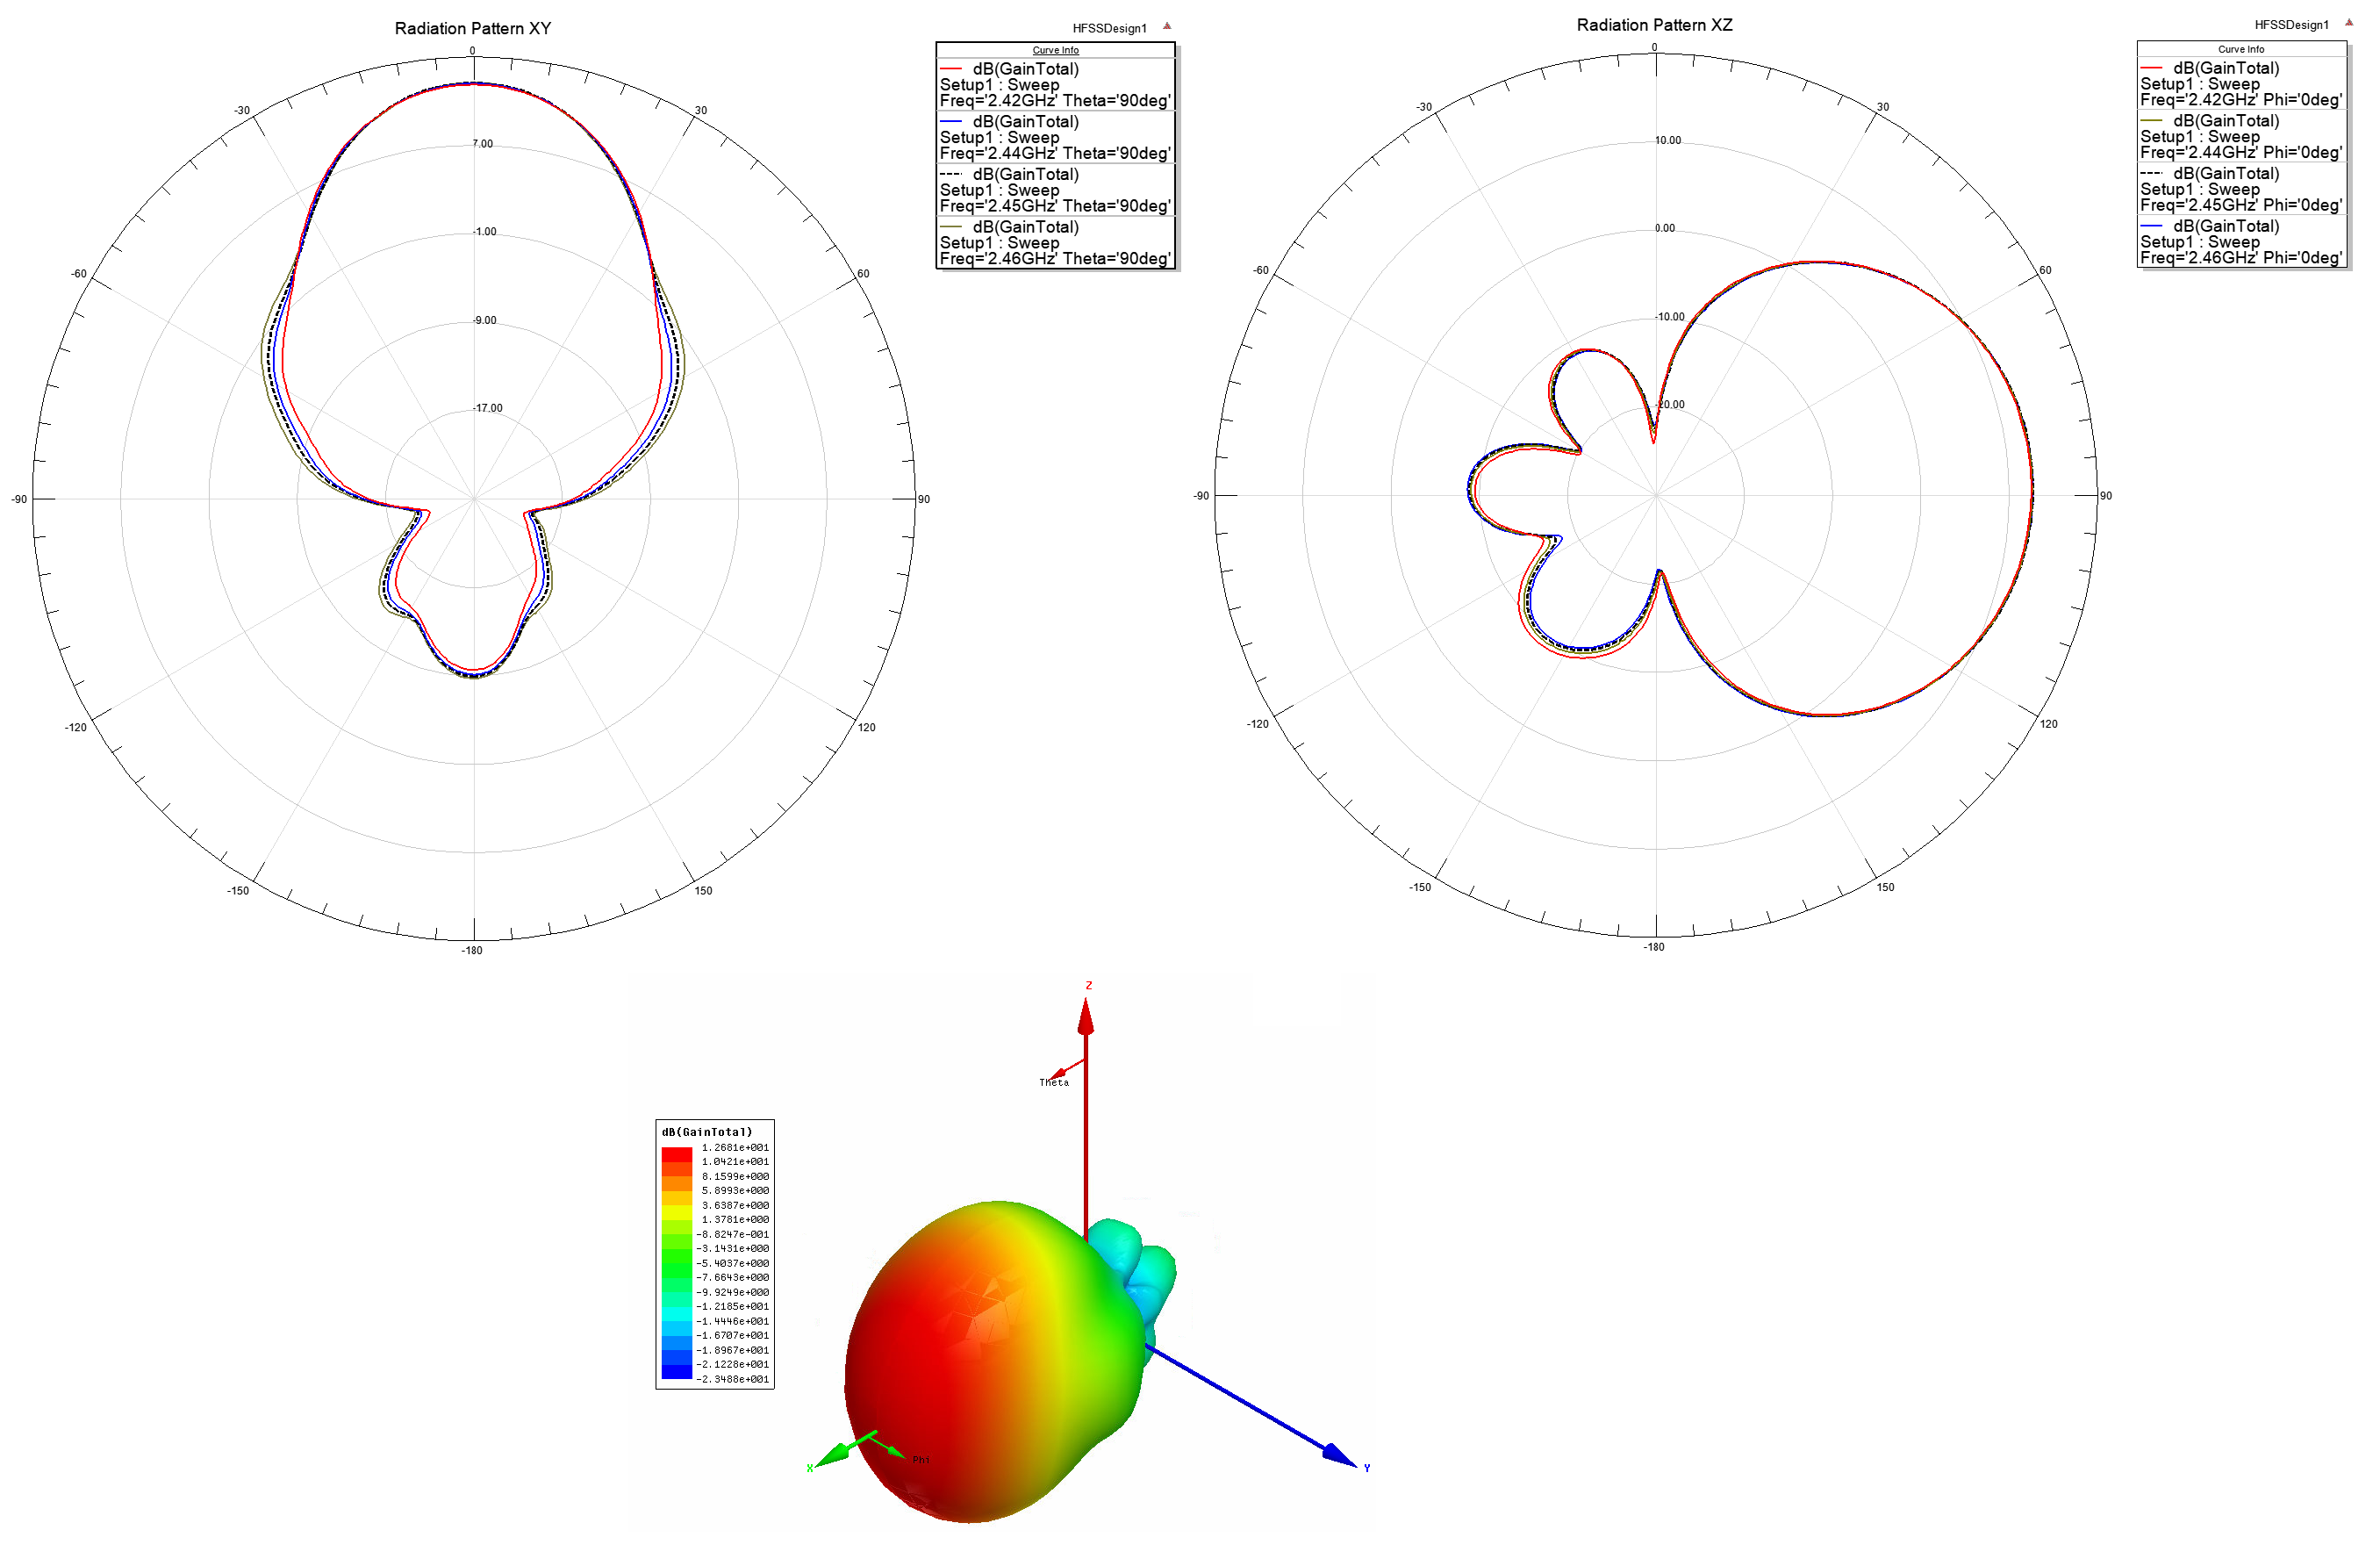 Radiation Pattern XY
HFSSDesign1
Curve Info
dB(GainTotal)
Setup1 : Sweep
Freq='2.42GHz' Theta='90deg'
dB(GainTotal)
Setup1 : Sweep
Freq='2.44GHz' Theta='90deg'
dB(GainTotal)
Setup1 : Sweep
Freq='2.45GHz' Theta='90deg'
dB(GainTotal)
Setup1 : Sweep
Freq='2.46GHz' Theta='90deg'
0
-30
30
7.00
-60
-1.00
60
-9.00
-17.00
-90
90
-120
120
-150
150
-180
Radiation Pattern XZ
HFSSDesign1
Curve Info
dB(GainTotal)
Setup1 : Sweep
Freq='2.42GHz' Phi='0deg'
dB(GainTotal)
Setup1 : Sweep
Freq='2.44GHz' Phi='0deg'
dB(GainTotal)
Setup1 : Sweep
Freq='2.45GHz' Phi='0deg'
dB(GainTotal)
Setup1 : Sweep
Freq='2.46GHz' Phi='0deg'
0
-30
30
10.00
0.00
-60
60
-10.00
-20.00
-90
90
-120
120
-150
150
-180
Z
Theta
dB(GainTotal)
1.2681e+001
1.0421e+001
8.1599e+000
5.8993e+000
3.6387e+000
1.3781e+000
-8.8247e-001
-3.1431e+000
-5.4037e+000
-7.6643e+000
-9.9249e+000
-1.2185e+001
-1.4446e+001
-1.6707e+001
-1.8967e+001
-2.1228e+001
-2.3488e+001
Phi
X
Y